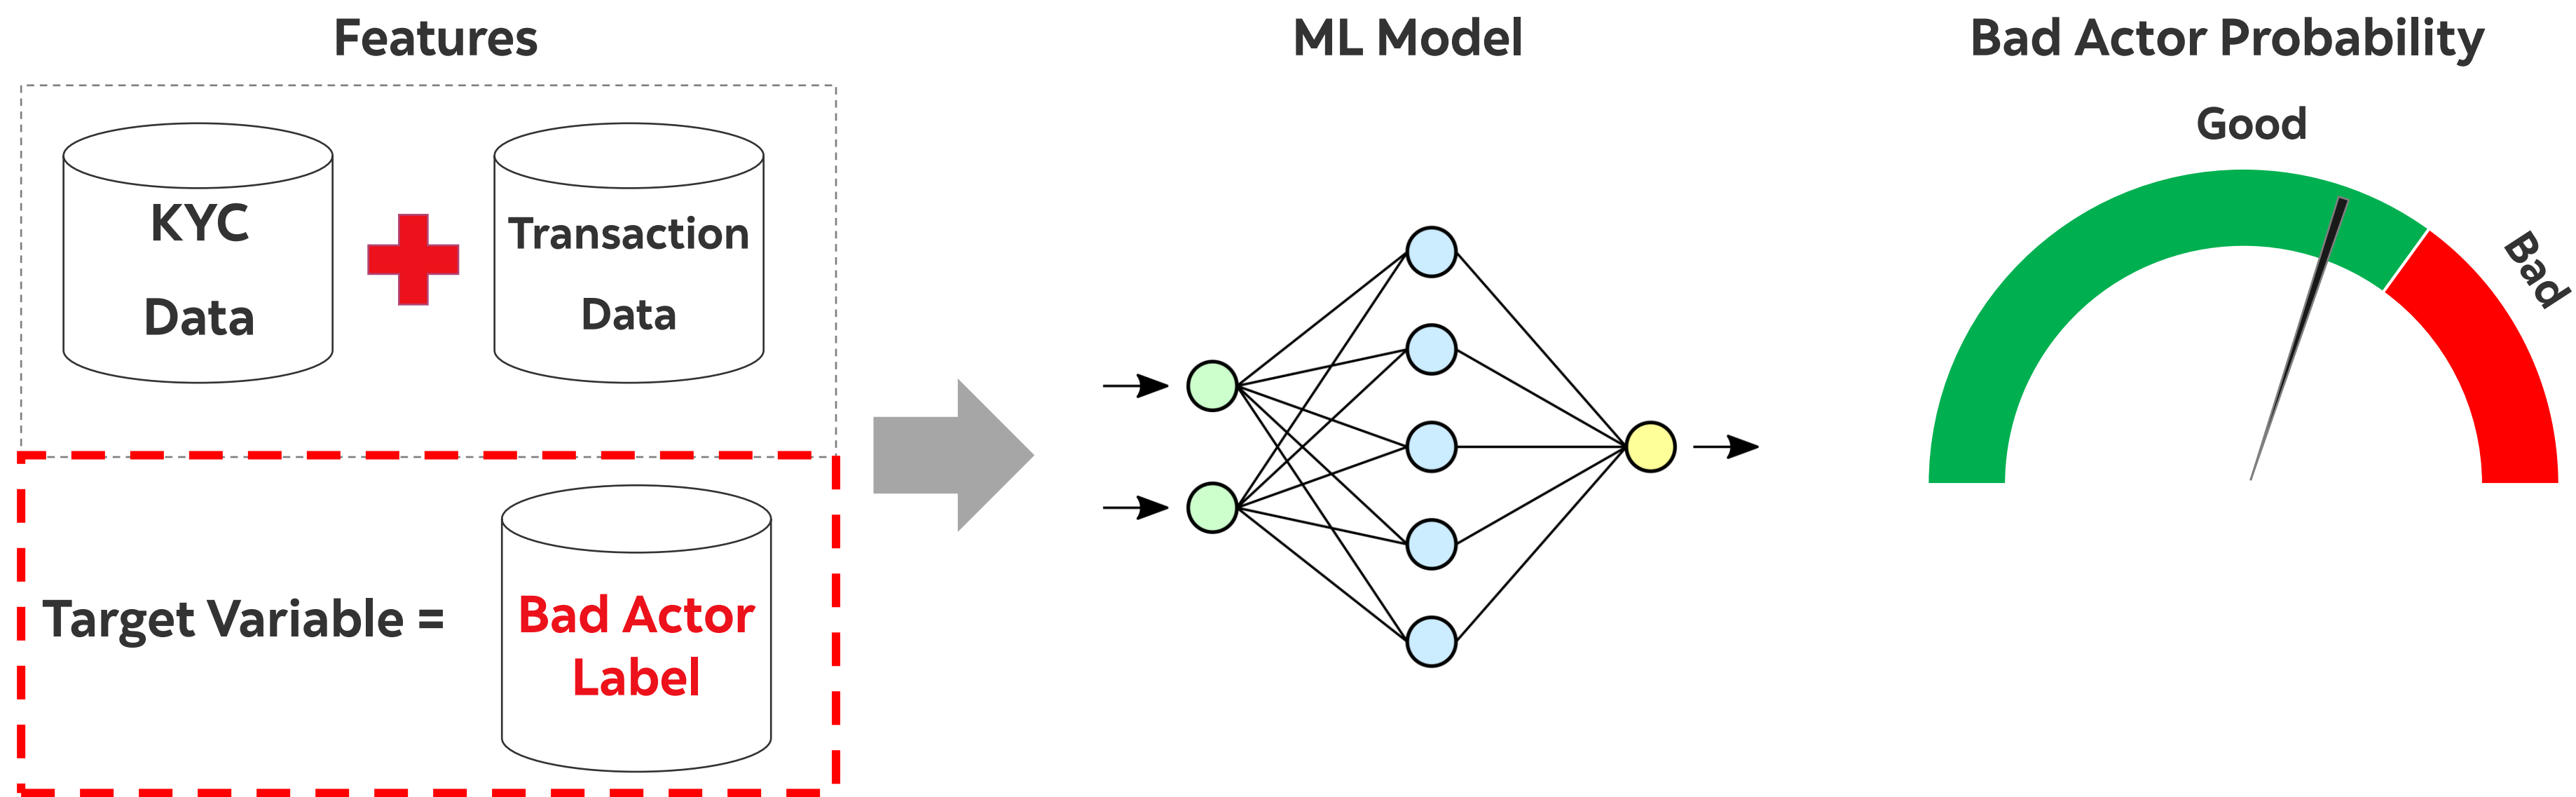 Features
ML Model
Bad Actor Probability
Good
Bad
KYC
Data
Transaction
Data
Target Variable =
Bad Actor
Label